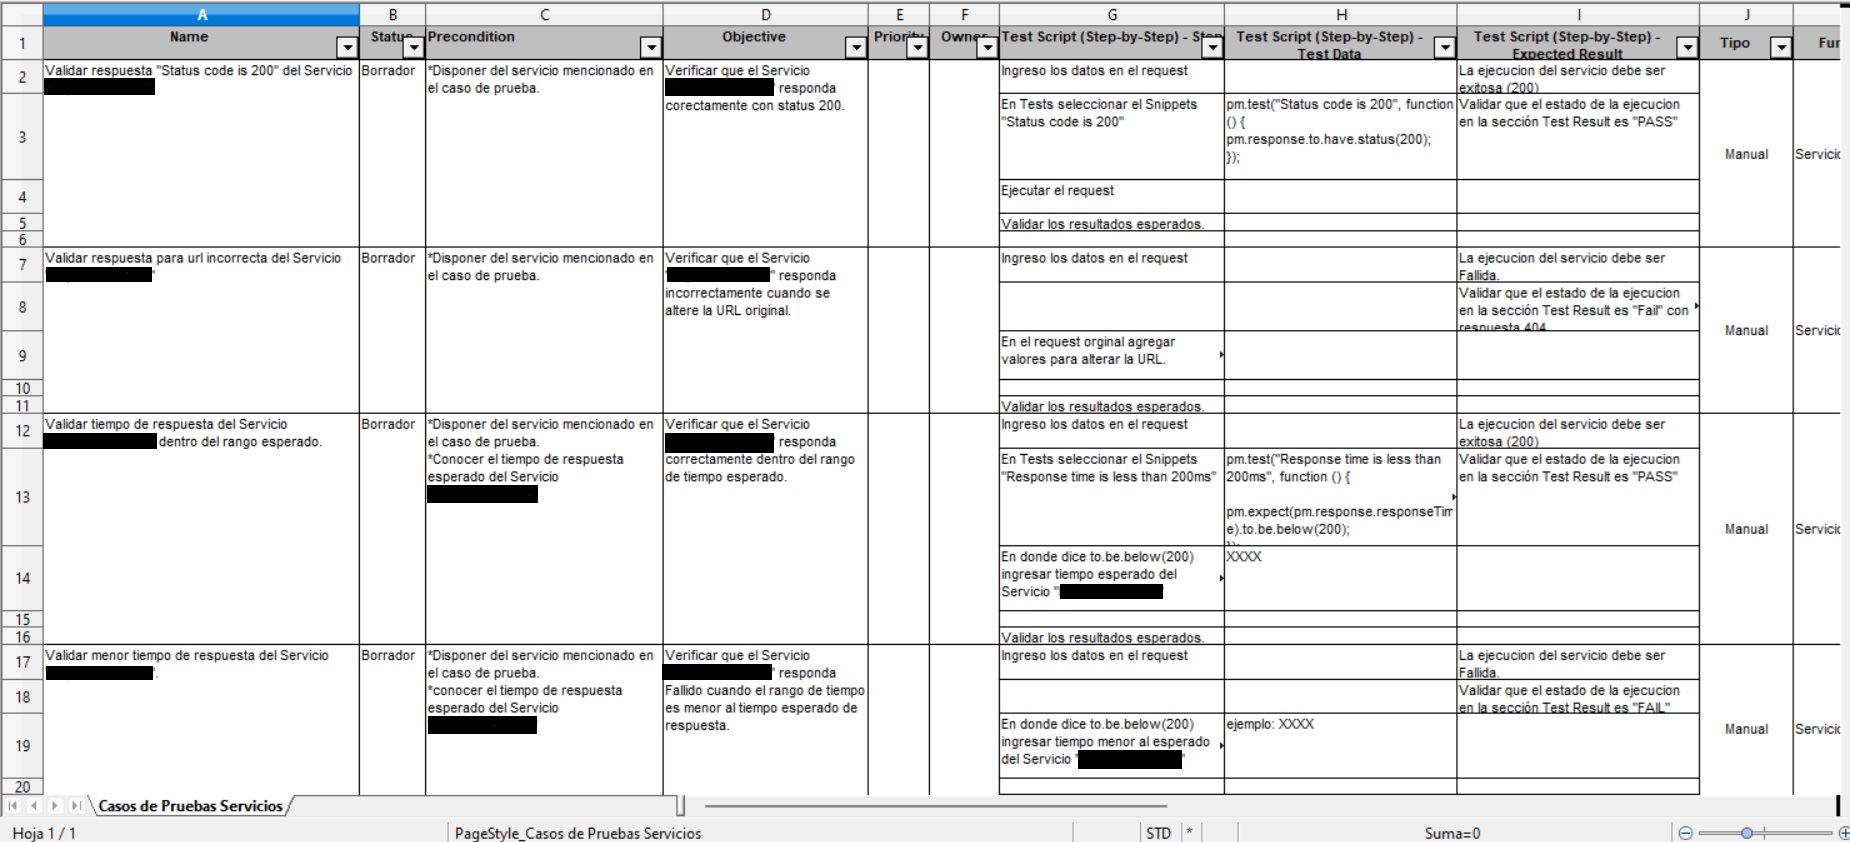 A B C D E F G H I J
1 Name Status Precondition Objective Priority Owner Test Script (Step-by-Step) - Step Test Script (Step-by-Step) - Test Data Test Script (Step-by-Step) - Expected Result Tipo
2
Validar respuesta "Status code is 200" del Servicio
Borrador
*Disponer del servicio mencionado en
el caso de prueba.
Verificar que el Servicio
" responda
corectamente con status 200.
Ingreso los datos en el request
La ejecucion del servicio debe ser
exitosa (200)
3
En Tests seleccionar el Snippets
"Status code is 200"
pm.test("Status code is 200", function
() {
pm.response.to.have.status(200);
});
Validar que el estado de la ejecucion
en la sección Test Result es "PASS"
Manual
Servicio
4
Ejecutar el request
5
Validar los resultados esperados.
6
7
Validar respuesta para url incorrecta del Servicio
"
Borrador
*Disponer del servicio mencionado en
el caso de prueba.
Verificar que el Servicio
" responda
incorrectamente cuando se
altere la URL original.
Ingreso los datos en el request
La ejecucion del servicio debe ser
Fallida.
8
Validar que el estado de la ejecucion
en la sección Test Result es "Fail" con
respuesta 404
Manual
Servicio
9
En el request orginal agregar
valores para alterar la URL.
10
11
Validar los resultados esperados.
12
Validar tiempo de respuesta del Servicio
dentro del rango esperado.
Borrador
*Disponer del servicio mencionado en
el caso de prueba.
*Conocer el tiempo de respuesta
esperado del Servicio
Verificar que el Servicio
responda
correctamente dentro del rango
de tiempo esperado.
Ingreso los datos en el request
La ejecucion del servicio debe ser
exitosa (200)
13
En Tests seleccionar el Snippets
"Response time is less than 200ms"
pm.test("Response time is less than
200ms", function () {
pm.expect(pm.response.responseTim
e).to.be.below(200);
});
Validar que el estado de la ejecucion
en la sección Test Result es "PASS"
Manual
Servicio
14
En donde dice to.be.below(200)
ingresar tiempo esperado del
Servicio "
XXXX
15
16
Validar los resultados esperados.
17
Validar menor tiempo de respuesta del Servicio
.
Borrador
*Disponer del servicio mencionado en
el caso de prueba.
*conocer el tiempo de respuesta
esperado del Servicio
Verificar que el Servicio
" responda
Fallido cuando el rango de tiempo
es menor al tiempo esperado de
respuesta.
Ingreso los datos en el request
La ejecucion del servicio debe ser
Fallida.
18
Validar que el estado de la ejecucion
en la sección Test Result es "FAIL"
19
En donde dice to.be.below(200)
ingresar tiempo menor al esperado
del Servicio "
ejemplo: XXXX
Manual
Servicio
20
Casos de Pruebas Servicios
Hoja 1 / 1 PageStyle_Casos de Pruebas Servicios STD * Suma=0